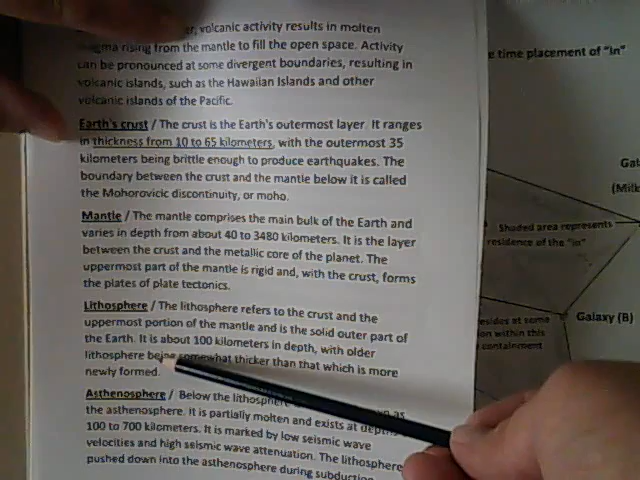 er, volcanic activity results in molten
magma rising from the mantle to fill the open space. Activity
can be pronounced at some divergent boundaries, resulting in
volcanic islands, such as the Hawaiian Islands and other
volcanic islands of the Pacific.
Earth's crust / The crust is the Earth's outermost layer. It ranges
in thickness from 10 to 65 kilometers, with the outermost 35
kilometers being brittle enough to produce earthquakes. The
boundary between the crust and the mantle below it is called
the Mohorovicic discontinuity, or moho.
Mantle / The mantle comprises the main bulk of the Earth and
varies in depth from about 40 to 3480 kilometers. It is the layer
between the crust and the metallic core of the planet. The
uppermost part of the mantle is rigid and, with the crust, forms
the plates of plate tectonics.
Lithosphere / The lithosphere refers to the crust and the
uppermost portion of the mantle and is the solid outer part of
the Earth. It is about 100 kilometers in depth, with older
lithosphere being somewhat thicker than that which is more
newly formed.
Asthenosphere / Below the lithosphere as
the asthenosphere. It is partially molten and exists at depths
100 to 700 kilometers. It is marked by low seismic wave
velocities and high seismic wave attenuation. The lithosphere
pushed down into the asthenosphere during subduction
e time placement of "In"
Gal
(Milk
Shaded area represents
residence of the "in"
Galaxy (B)
esides at some
on within this
containment